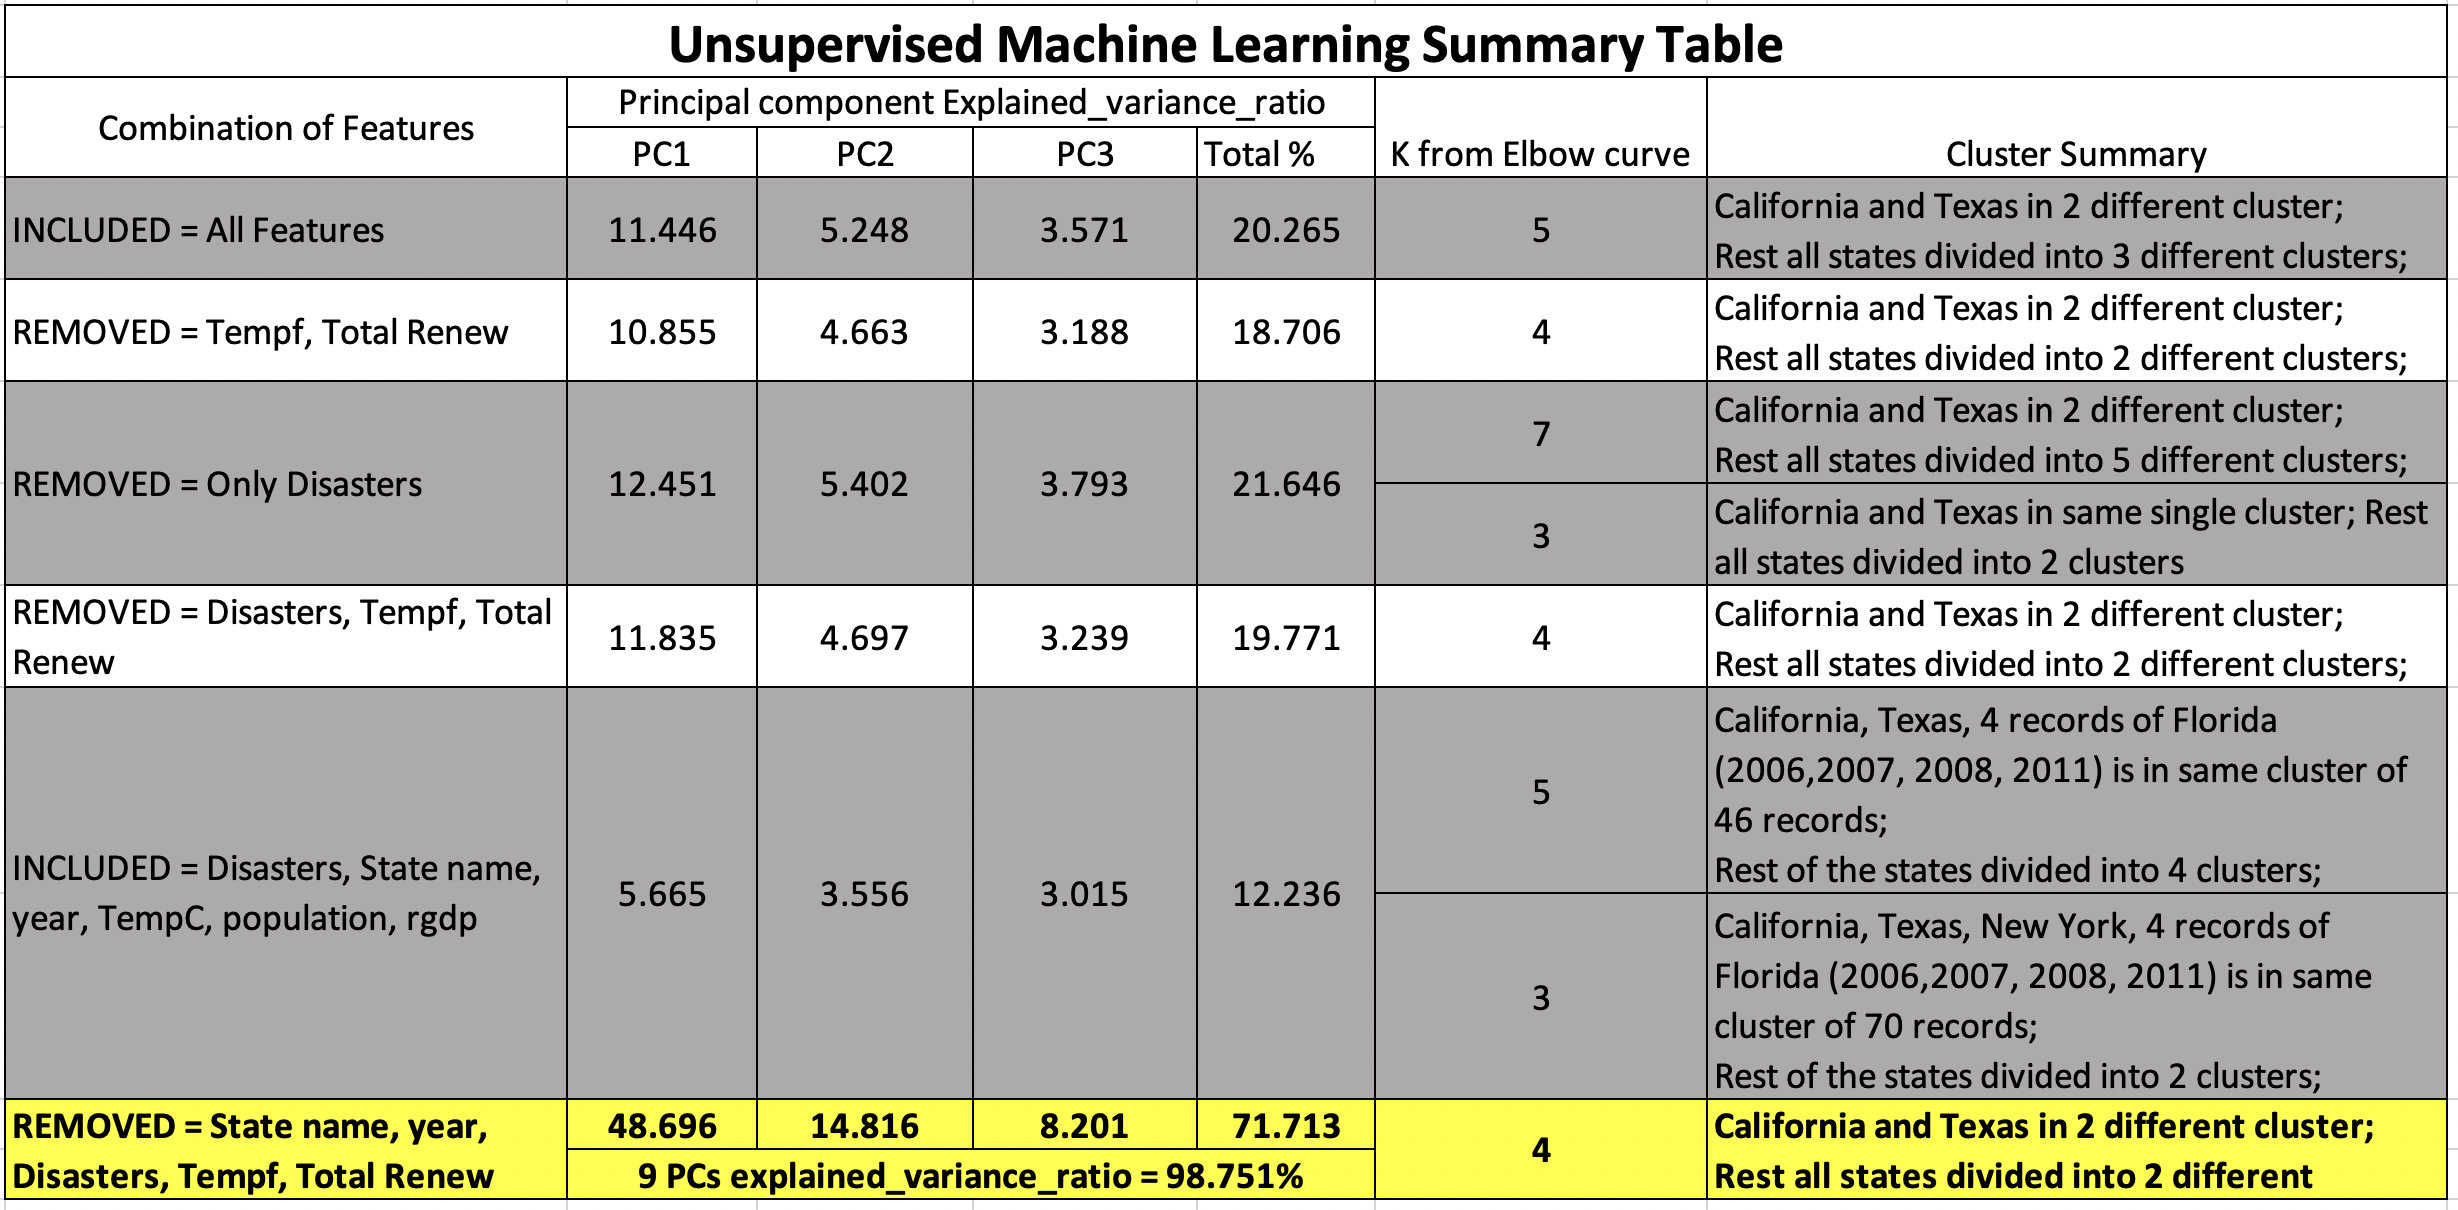 Unsupervised Machine Learning Summary Table
Combination of Features
Principal component Explained_variance_ratio
PC1
PC2
PC3
Total %
K from Elbow curve
Cluster Summary
INCLUDED = All Features
11.446
5.248
3.571
20.265
5
California and Texas in 2 different cluster;
Rest all states divided into 3 different clusters;
REMOVED = Tempf, Total Renew
10.855
4.663
3.188
18.706
4
California and Texas in 2 different cluster;
Rest all states divided into 2 different clusters;
REMOVED = Only Disasters
12.451
5.402
3.793
21.646
7
California and Texas in 2 different cluster;
Rest all states divided into 5 different clusters;
3
California and Texas in same single cluster; Rest
all states divided into 2 clusters
REMOVED = Disasters, Tempf, Total
Renew
11.835
4.697
3.239
19.771
4
California and Texas in 2 different cluster;
Rest all states divided into 2 different clusters;
INCLUDED = Disasters, State name,
year, TempC, population, rgdp
5.665
3.556
3.015
12.236
5
California, Texas, 4 records of Florida
(2006,2007, 2008, 2011) is in same cluster of
46 records;
Rest of the states divided into 4 clusters;
3
California, Texas, New York, 4 records of
Florida (2006,2007, 2008, 2011) is in same
cluster of 70 records;
Rest of the states divided into 2 clusters;
REMOVED = State name, year,
Disasters, Tempf, Total Renew
48.696
14.816
8.201
71.713
9 PCs explained_variance_ratio = 98.751%
4
California and Texas in 2 different cluster;
Rest all states divided into 2 different